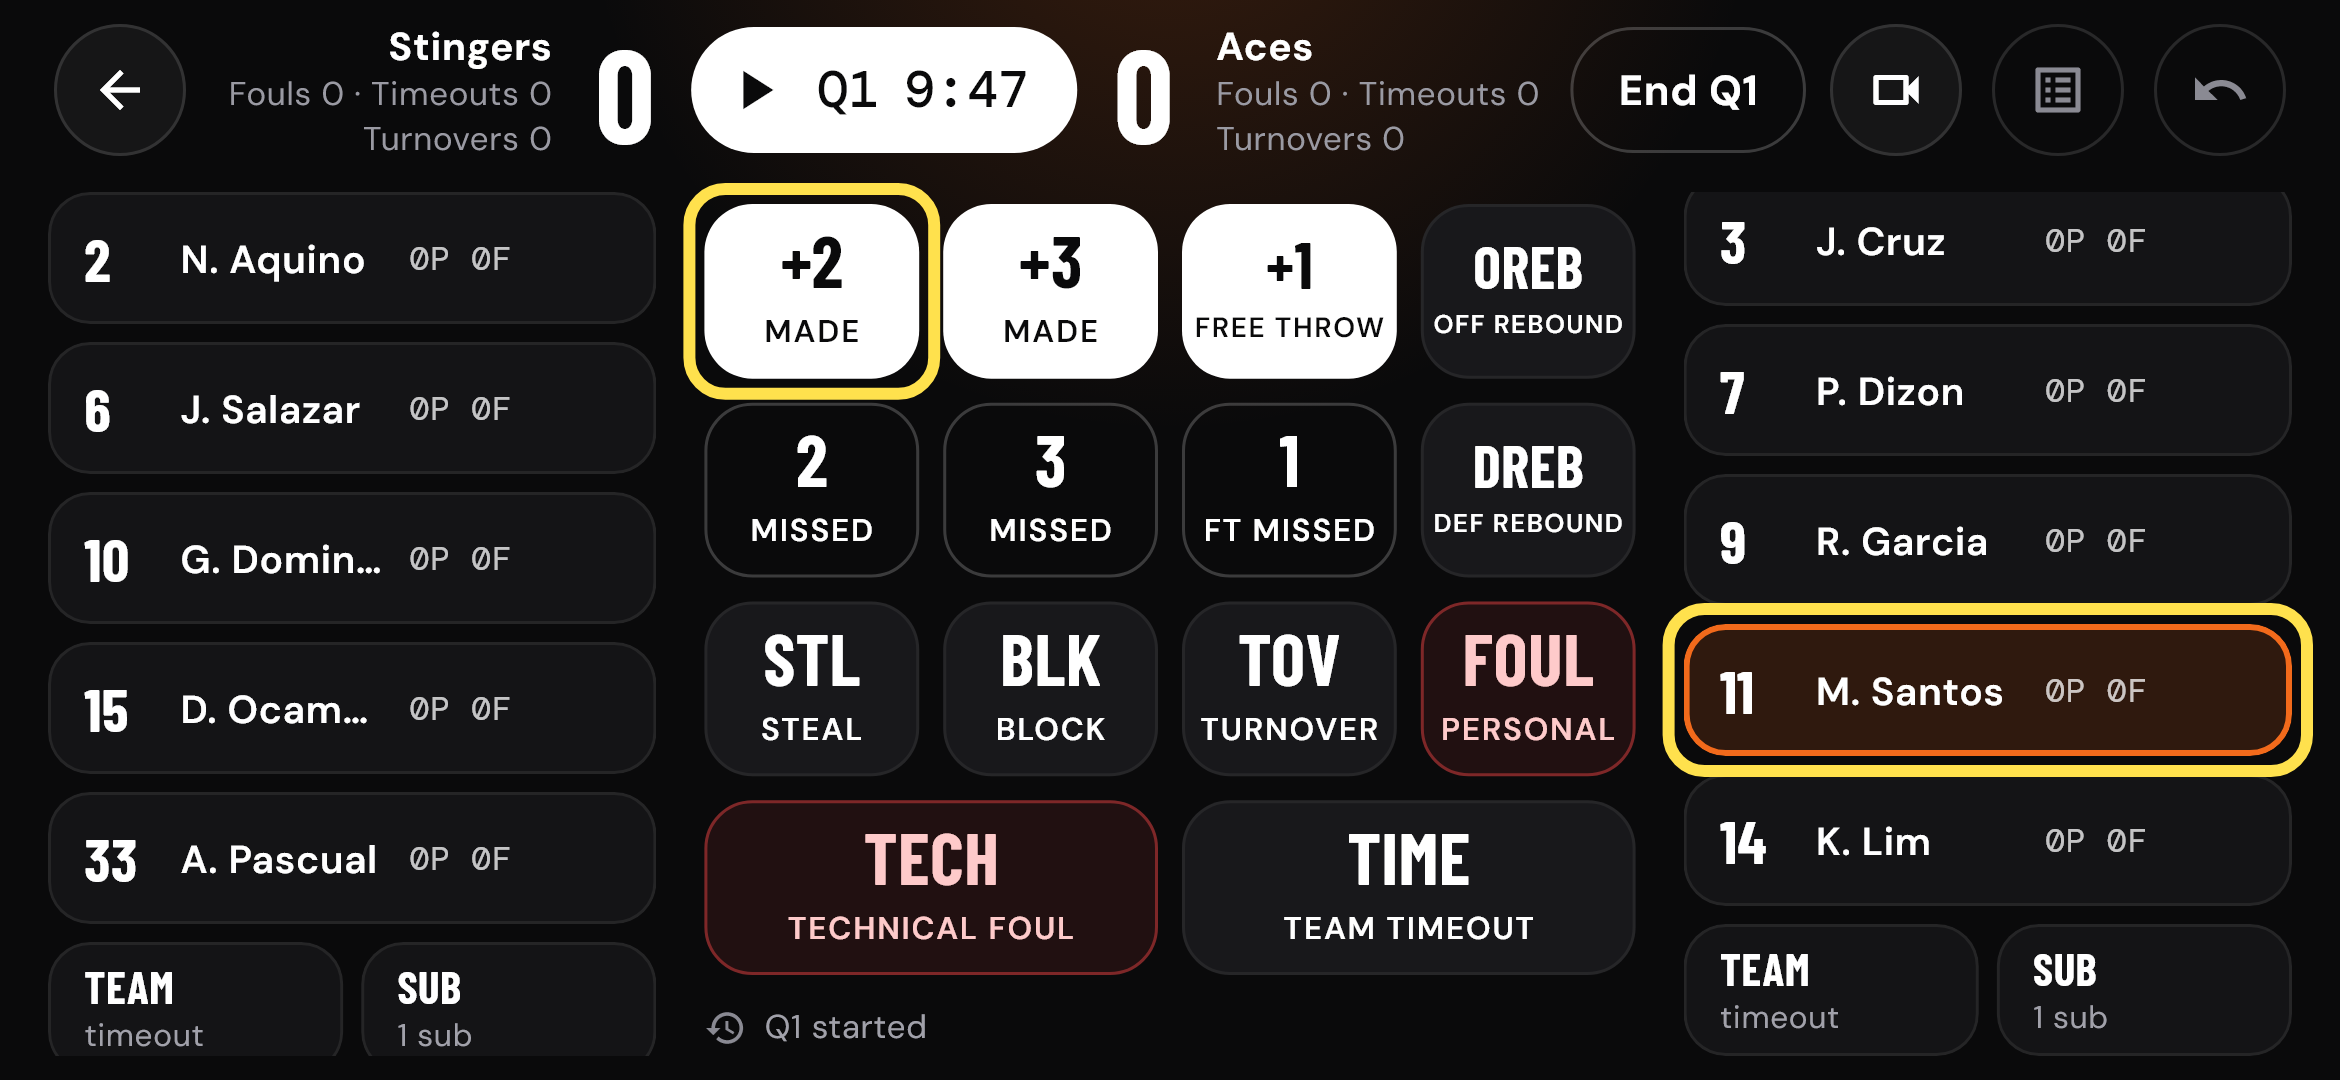 Stingers
Fouls 0 · Timeouts 0
Turnovers 0
0
Q1 9:47
0
Aces
Fouls 0 · Timeouts 0
Turnovers 0
End Q1
2 N. Aquino 0P 0F
6 J. Salazar 0P 0F
10 G. Domin... 0P 0F
15 D. Ocam... 0P 0F
33 A. Pascual 0P 0F
TEAM
timeout
SUB
1 sub
+2
MADE
+3
MADE
+1
FREE THROW
OREB
OFF REBOUND
2
MISSED
3
MISSED
1
FT MISSED
DREB
DEF REBOUND
STL
STEAL
BLK
BLOCK
TOV
TURNOVER
FOUL
PERSONAL
TECH
TECHNICAL FOUL
TIME
TEAM TIMEOUT
Q1 started
3 J. Cruz 0P 0F
7 P. Dizon 0P 0F
9 R. Garcia 0P 0F
11 M. Santos 0P 0F
14 K. Lim 0P 0F
TEAM
timeout
SUB
1 sub